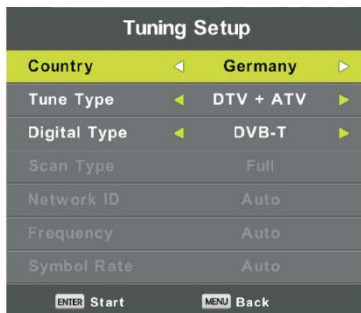 Tuning Setup
Country Germany
Tune Type DTV + ATV
Digital Type DVB-T
Scan Type Full
Network ID Auto
Frequency Auto
Symbol Rate Auto
ENTER Start MENU Back